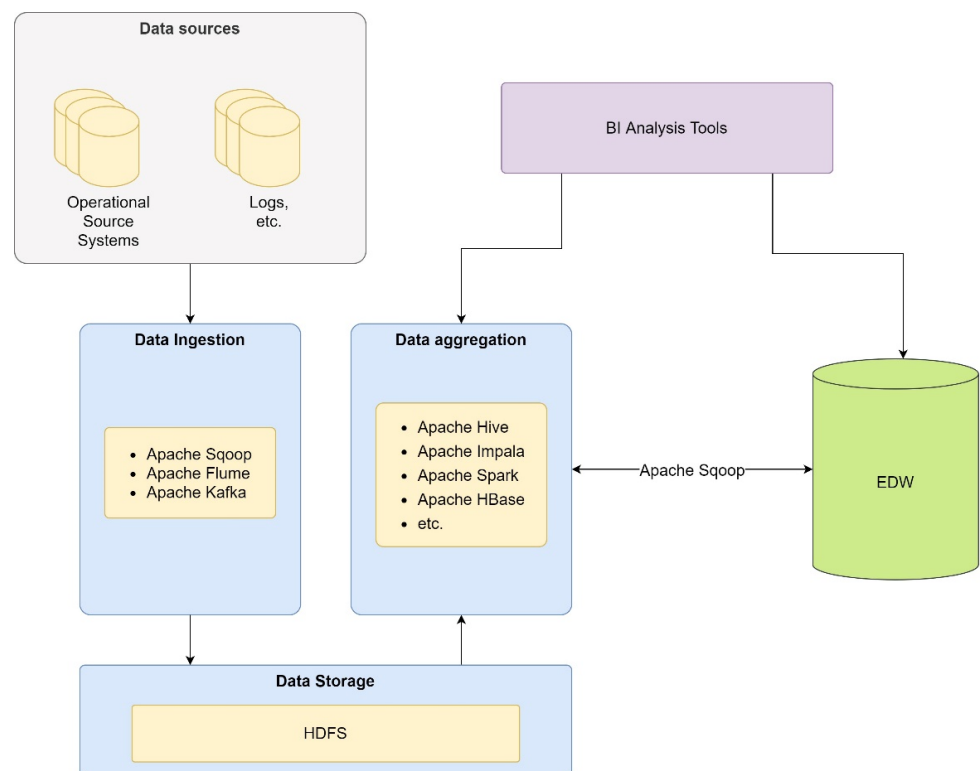 Data sources
Operational
Source
Systems
Logs,
etc.
BI Analysis Tools
Data Ingestion
Apache Sqoop
Apache Flume
Apache Kafka
Data aggregation
Apache Hive
Apache Impala
Apache Spark
Apache HBase
etc.
Apache Sqoop
EDW
Data Storage
HDFS